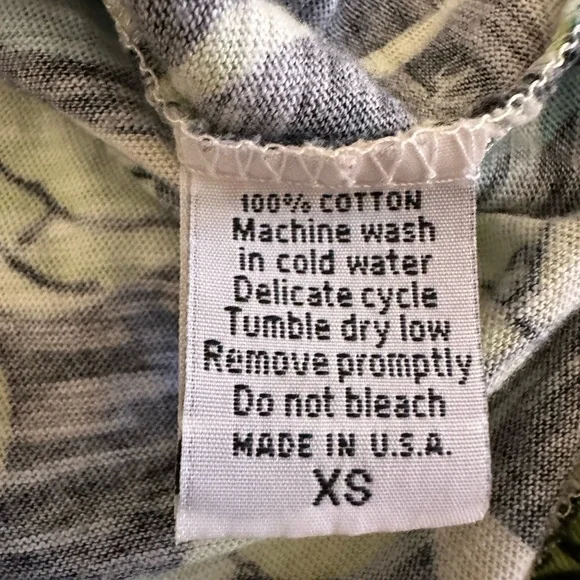 100% COTTON
Machine wash
in cold water
Delicate cycle
Tumble dry low
Remove promptly
Do not bleach
MADE IN U.S.A.
XS